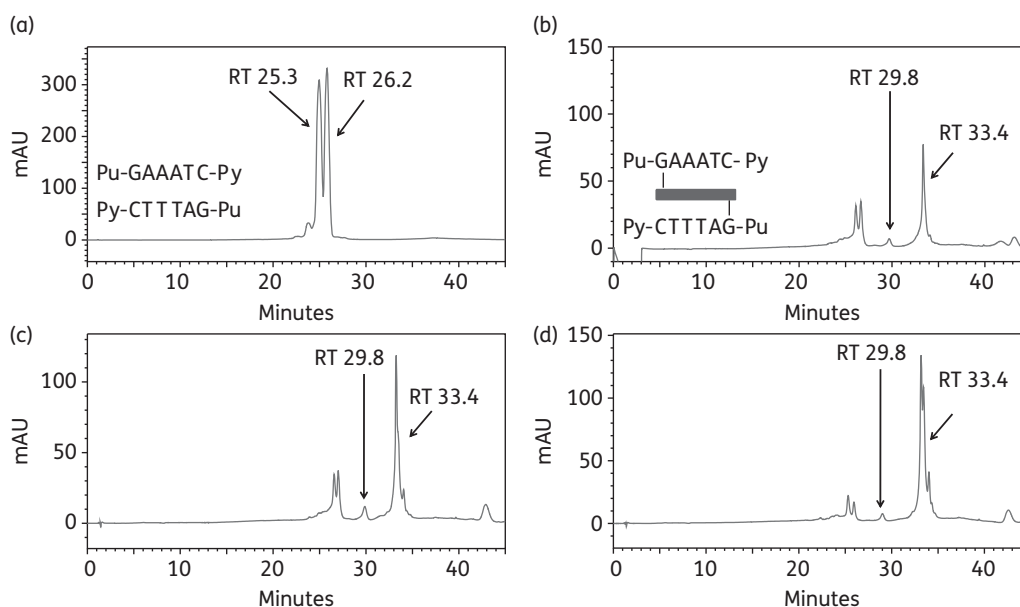 (a)
300
200
100
0
mAU
RT 25.3
RT 26.2
Pu-GAAATC-Py
Py-CTTTAG-Pu
0 10 20 30 40
Minutes
(b)
150
100
50
0
mAU
RT 29.8
RT 33.4
Pu-GAAATC-Py
Py-CTTTAG-Pu
0 10 20 30 40
Minutes
(c)
100
50
0
mAU
RT 29.8
RT 33.4
0 10 20 30 40
Minutes
(d)
150
100
50
0
mAU
RT 29.8
RT 33.4
0 10 20 30 40
Minutes